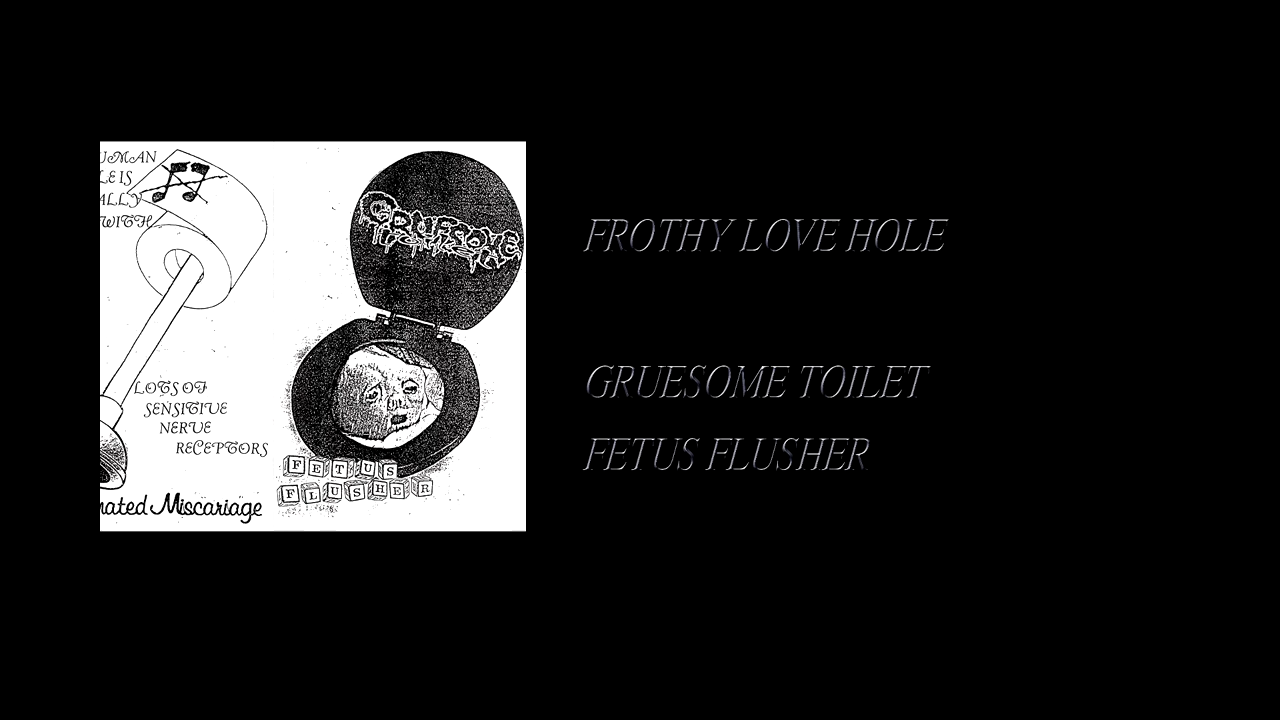 UMAN
LE IS
ALLY
WITH
LOTS OF
SENSITIVE
NERVE
RECEPTORS
nated Miscariage
FETUS
FLUSHER
FROTHY LOVE HOLE
GRUESOME TOILET
FETUS FLUSHER